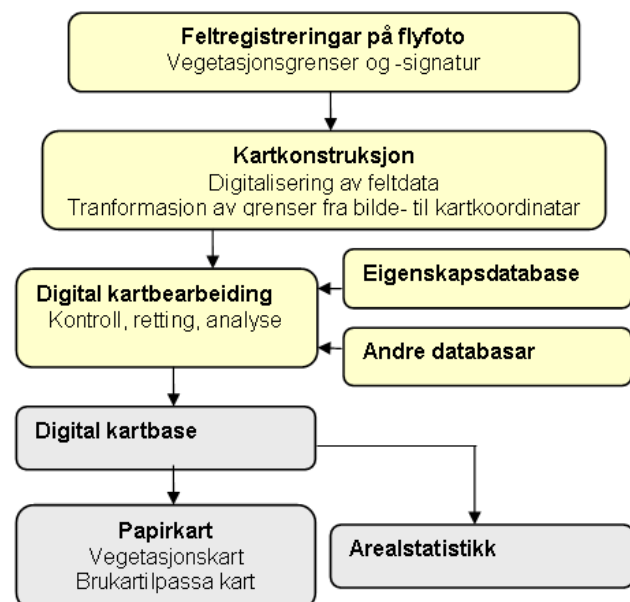 Feltregistreringar på flyfoto
Vegetasjonsgrenser og -signatur
Kartkonstruksjon
Digitalisering av feltdata
Tranformasjon av grenser fra bilde- til kartkoordinatar
Digital kartbearbeiding
Kontroll, retting, analyse
Eigenskapsdatabase
Andre databasar
Digital kartbase
Papirkart
Vegetasjonskart
Brukartilpassa kart
Arealstatistikk